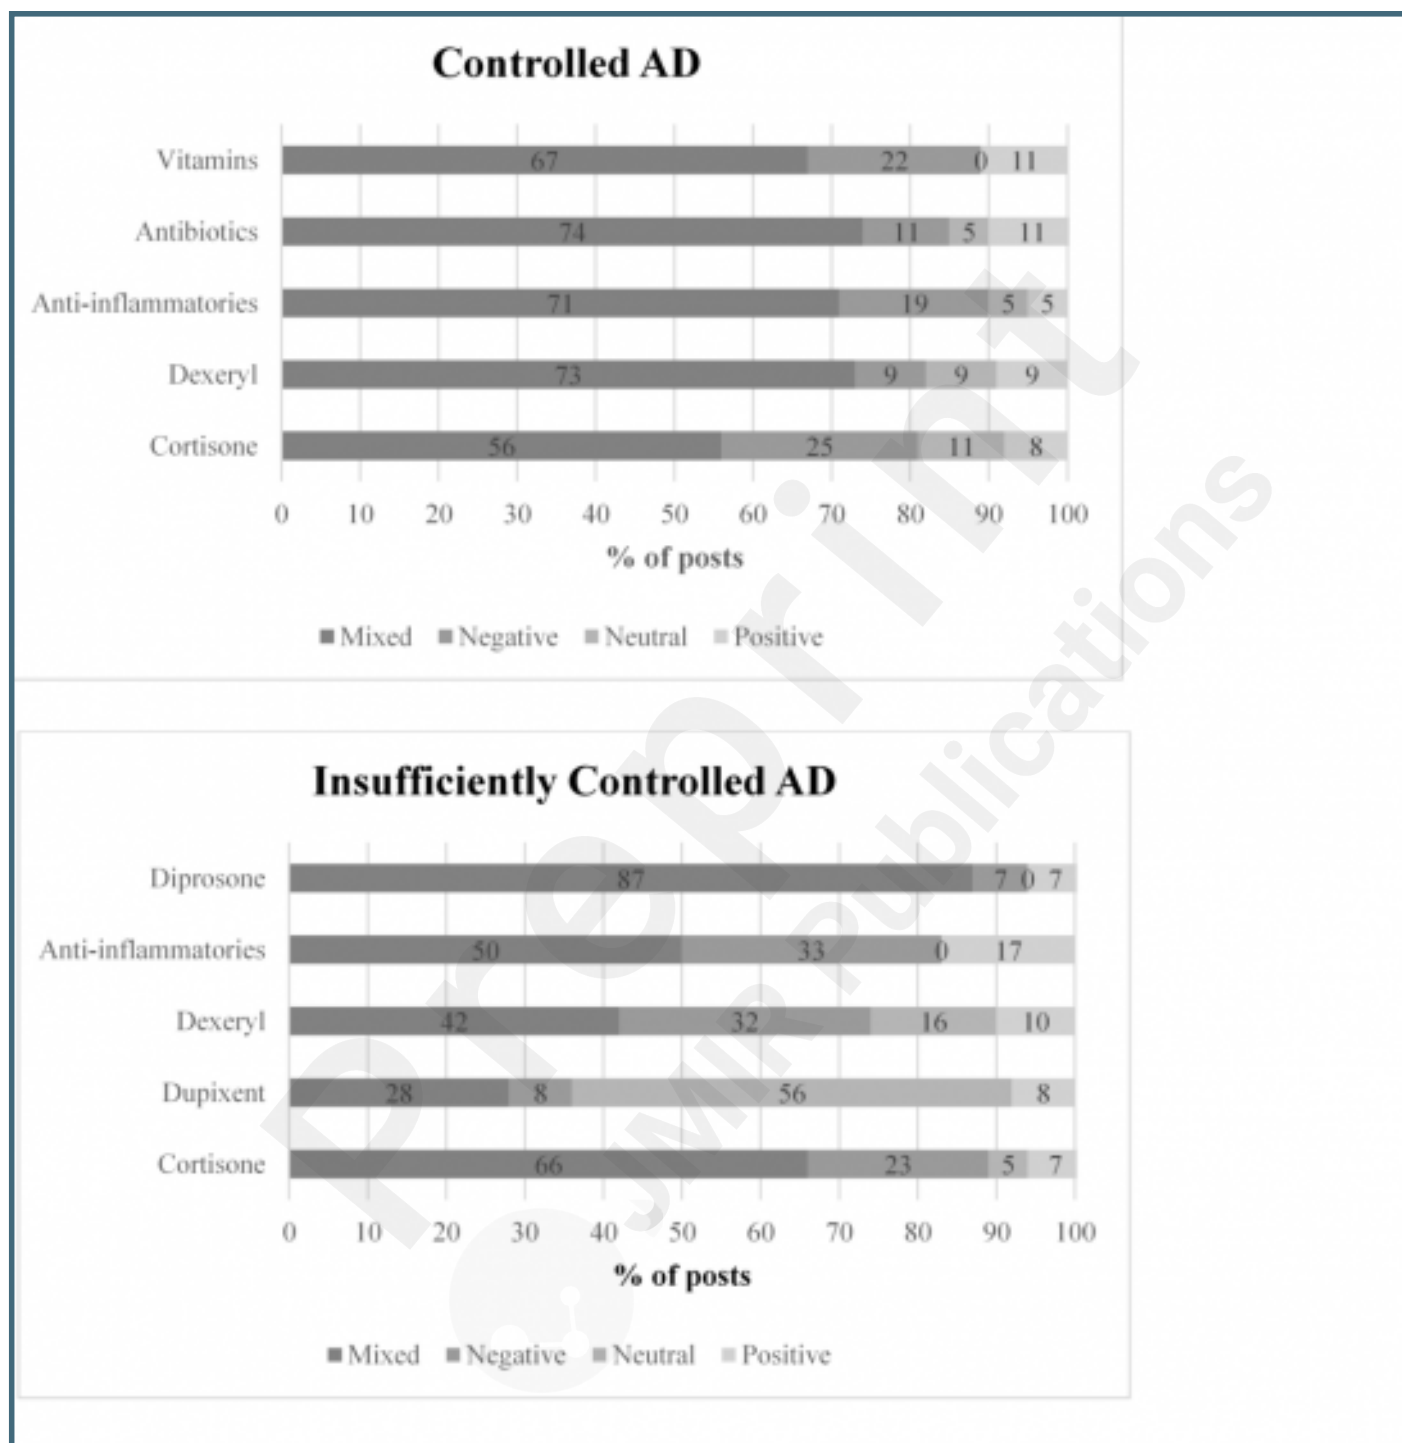 Controlled AD
Vitamins 67 22 0 11
Antibiotics 74 11 5 11
Anti-inflammatories 71 19 5 5
Dexeryl 73 9 9 9
Cortisone 56 25 11 8
0 10 20 30 40 50 60 70 80 90 100
% of posts
Mixed Negative Neutral Positive
Insufficiently Controlled AD
Diprosone 87 7 0 7
Anti-inflammatories 50 33 0 17
Dexeryl 42 32 16 10
Dupixent 28 8 56 8
Cortisone 66 23 5 7
0 10 20 30 40 50 60 70 80 90 100
% of posts
Mixed Negative Neutral Positive
Preprint
JMIR Publications